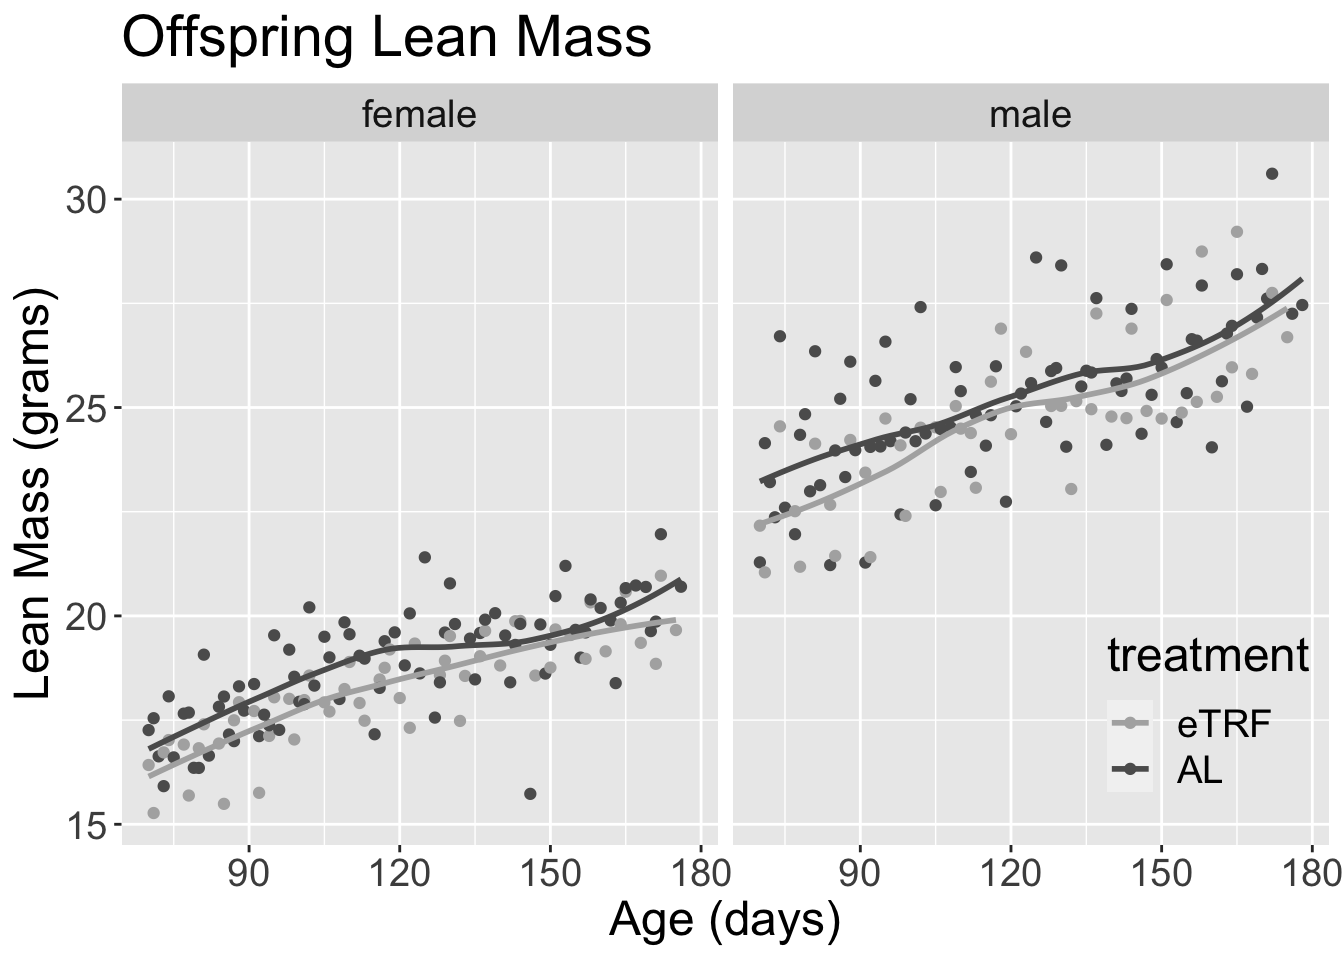 Offspring Lean Mass
female
male
Lean Mass (grams)
30
25
20
15
treatment
eTRF
AL
90 120 150 180 90 120 150 180
Age (days)